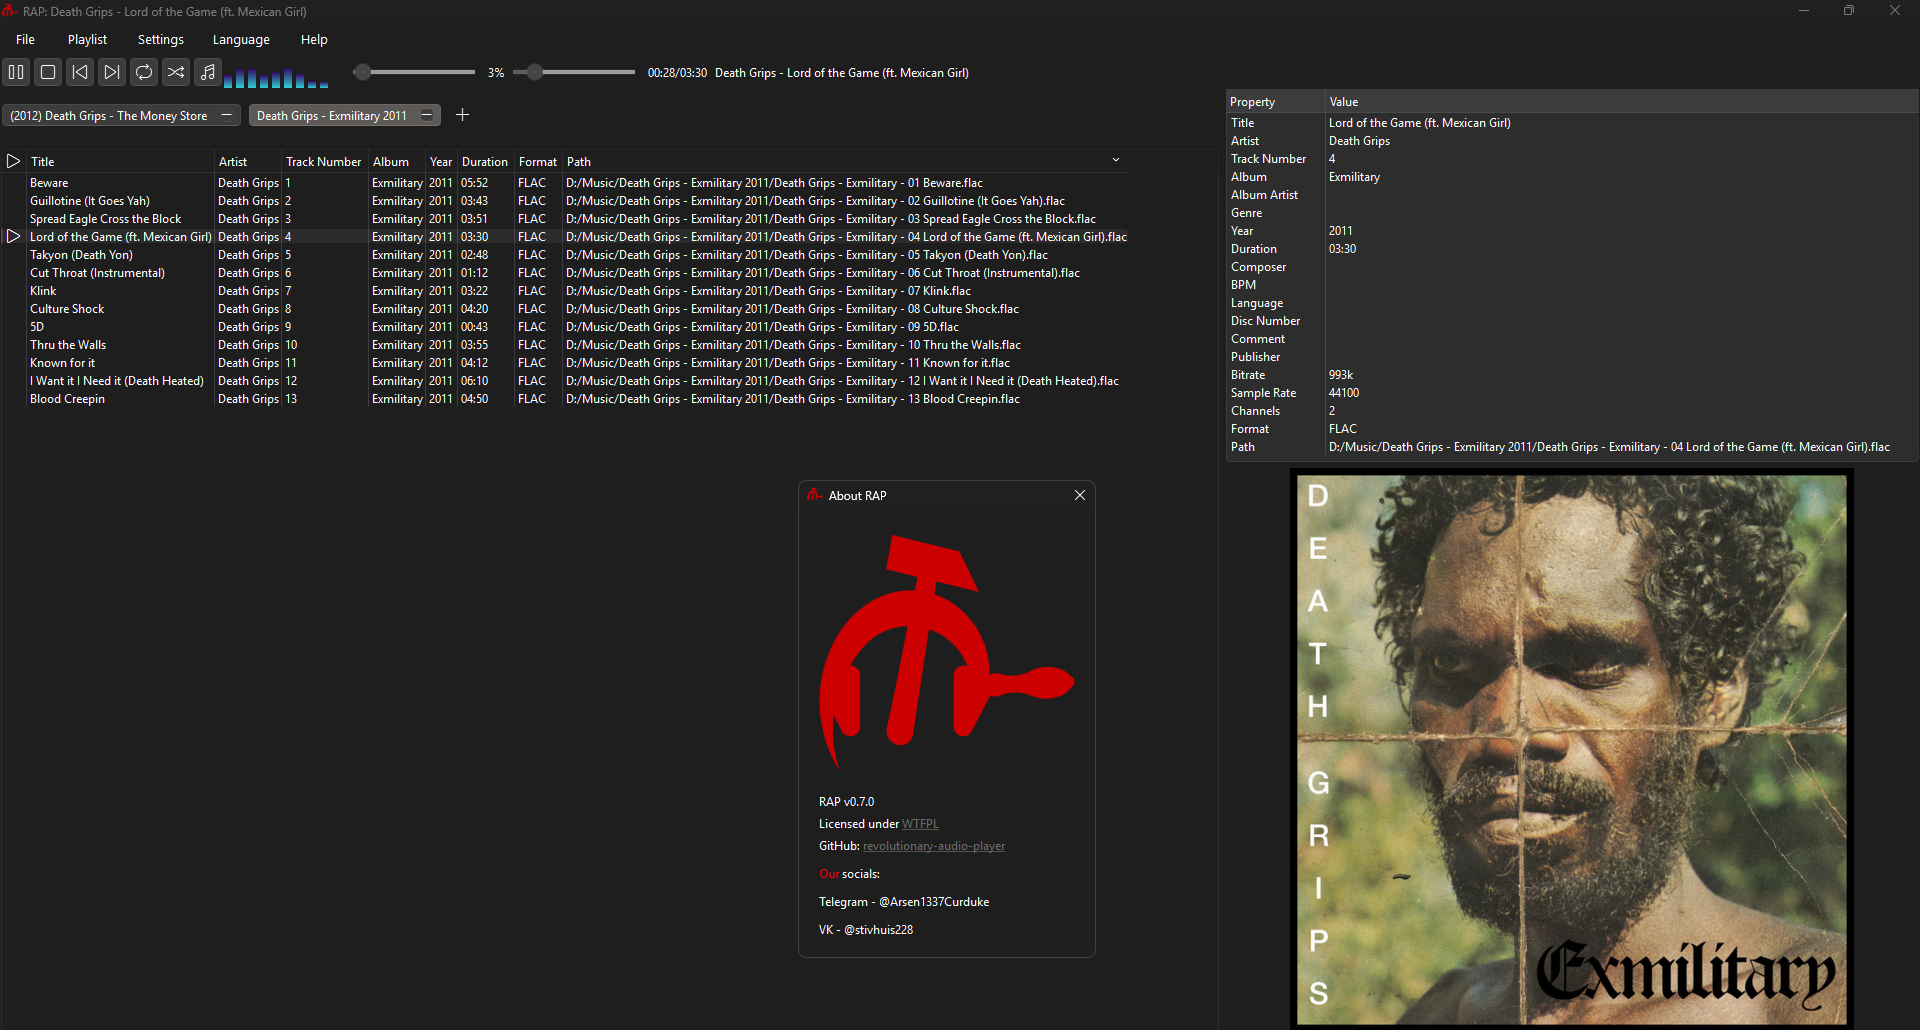 RAP: Death Grips - Lord of the Game (ft. Mexican Girl)
File Playlist Settings Language Help
3% 00:28/03:30 Death Grips - Lord of the Game (ft. Mexican Girl)
(2012) Death Grips - The Money Store Death Grips - Exmilitary 2011
Title Artist Track Number Album Year Duration Format Path
Beware Death Grips 1 Exmilitary 2011 05:52 FLAC D:/Music/Death Grips - Exmilitary 2011/Death Grips - Exmilitary - 01 Beware.flac
Guillotine (It Goes Yah) Death Grips 2 Exmilitary 2011 03:43 FLAC D:/Music/Death Grips - Exmilitary 2011/Death Grips - Exmilitary - 02 Guillotine (It Goes Yah).flac
Spread Eagle Cross the Block Death Grips 3 Exmilitary 2011 03:51 FLAC D:/Music/Death Grips - Exmilitary 2011/Death Grips - Exmilitary - 03 Spread Eagle Cross the Block.flac
Lord of the Game (ft. Mexican Girl) Death Grips 4 Exmilitary 2011 03:30 FLAC D:/Music/Death Grips - Exmilitary 2011/Death Grips - Exmilitary - 04 Lord of the Game (ft. Mexican Girl).flac
Takyon (Death Yon) Death Grips 5 Exmilitary 2011 02:48 FLAC D:/Music/Death Grips - Exmilitary 2011/Death Grips - Exmilitary - 05 Takyon (Death Yon).flac
Cut Throat (Instrumental) Death Grips 6 Exmilitary 2011 01:12 FLAC D:/Music/Death Grips - Exmilitary 2011/Death Grips - Exmilitary - 06 Cut Throat (Instrumental).flac
Klink Death Grips 7 Exmilitary 2011 03:22 FLAC D:/Music/Death Grips - Exmilitary 2011/Death Grips - Exmilitary - 07 Klink.flac
Culture Shock Death Grips 8 Exmilitary 2011 04:20 FLAC D:/Music/Death Grips - Exmilitary 2011/Death Grips - Exmilitary - 08 Culture Shock.flac
5D Death Grips 9 Exmilitary 2011 00:43 FLAC D:/Music/Death Grips - Exmilitary 2011/Death Grips - Exmilitary - 09 5D.flac
Thru the Walls Death Grips 10 Exmilitary 2011 03:55 FLAC D:/Music/Death Grips - Exmilitary 2011/Death Grips - Exmilitary - 10 Thru the Walls.flac
Known for it Death Grips 11 Exmilitary 2011 04:12 FLAC D:/Music/Death Grips - Exmilitary 2011/Death Grips - Exmilitary - 11 Known for it.flac
I Want it I Need it (Death Heated) Death Grips 12 Exmilitary 2011 06:10 FLAC D:/Music/Death Grips - Exmilitary 2011/Death Grips - Exmilitary - 12 I Want it I Need it (Death Heated).flac
Blood Creepin Death Grips 13 Exmilitary 2011 04:50 FLAC D:/Music/Death Grips - Exmilitary 2011/Death Grips - Exmilitary - 13 Blood Creepin.flac
Property Value
Title Lord of the Game (ft. Mexican Girl)
Artist Death Grips
Track Number 4
Album Exmilitary
Album Artist
Genre
Year 2011
Duration 03:30
Composer
BPM
Language
Disc Number
Comment
Publisher
Bitrate 993k
Sample Rate 44100
Channels 2
Format FLAC
Path D:/Music/Death Grips - Exmilitary 2011/Death Grips - Exmilitary - 04 Lord of the Game (ft. Mexican Girl).flac
About RAP
RAP v0.7.0
Licensed under WTFPL
GitHub: revolutionary-audio-player
Our socials:
Telegram - @Arsen1337Curduke
VK - @stivhuis228
DEATH GRIPS
Exmilitary